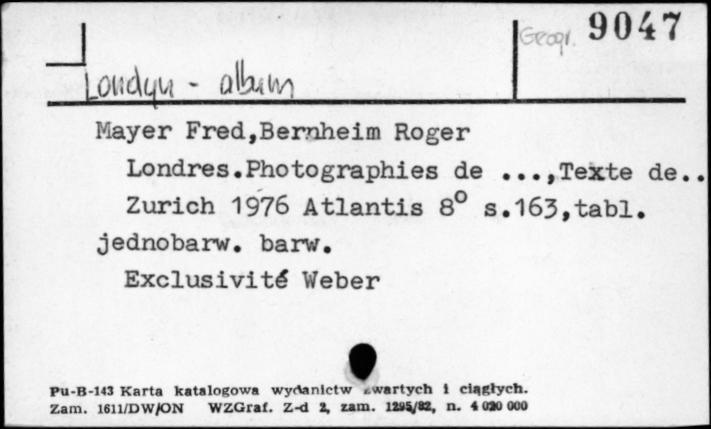 Geogr. 9047
Londyn - album
Mayer Fred,Bernheim Roger
Londres.Photographies de ...,Texte de..
Zurich 1976 Atlantis 8° s.163,tabl.
jednobarw. barw.
Exclusivité Weber
Pu-B-143 Karta katalogowa wydanictw zwartych i ciągłych.
Zam. 1611/DW/ON WZGraf. Z-d 2, zam. 1295/82, n. 4 020 000